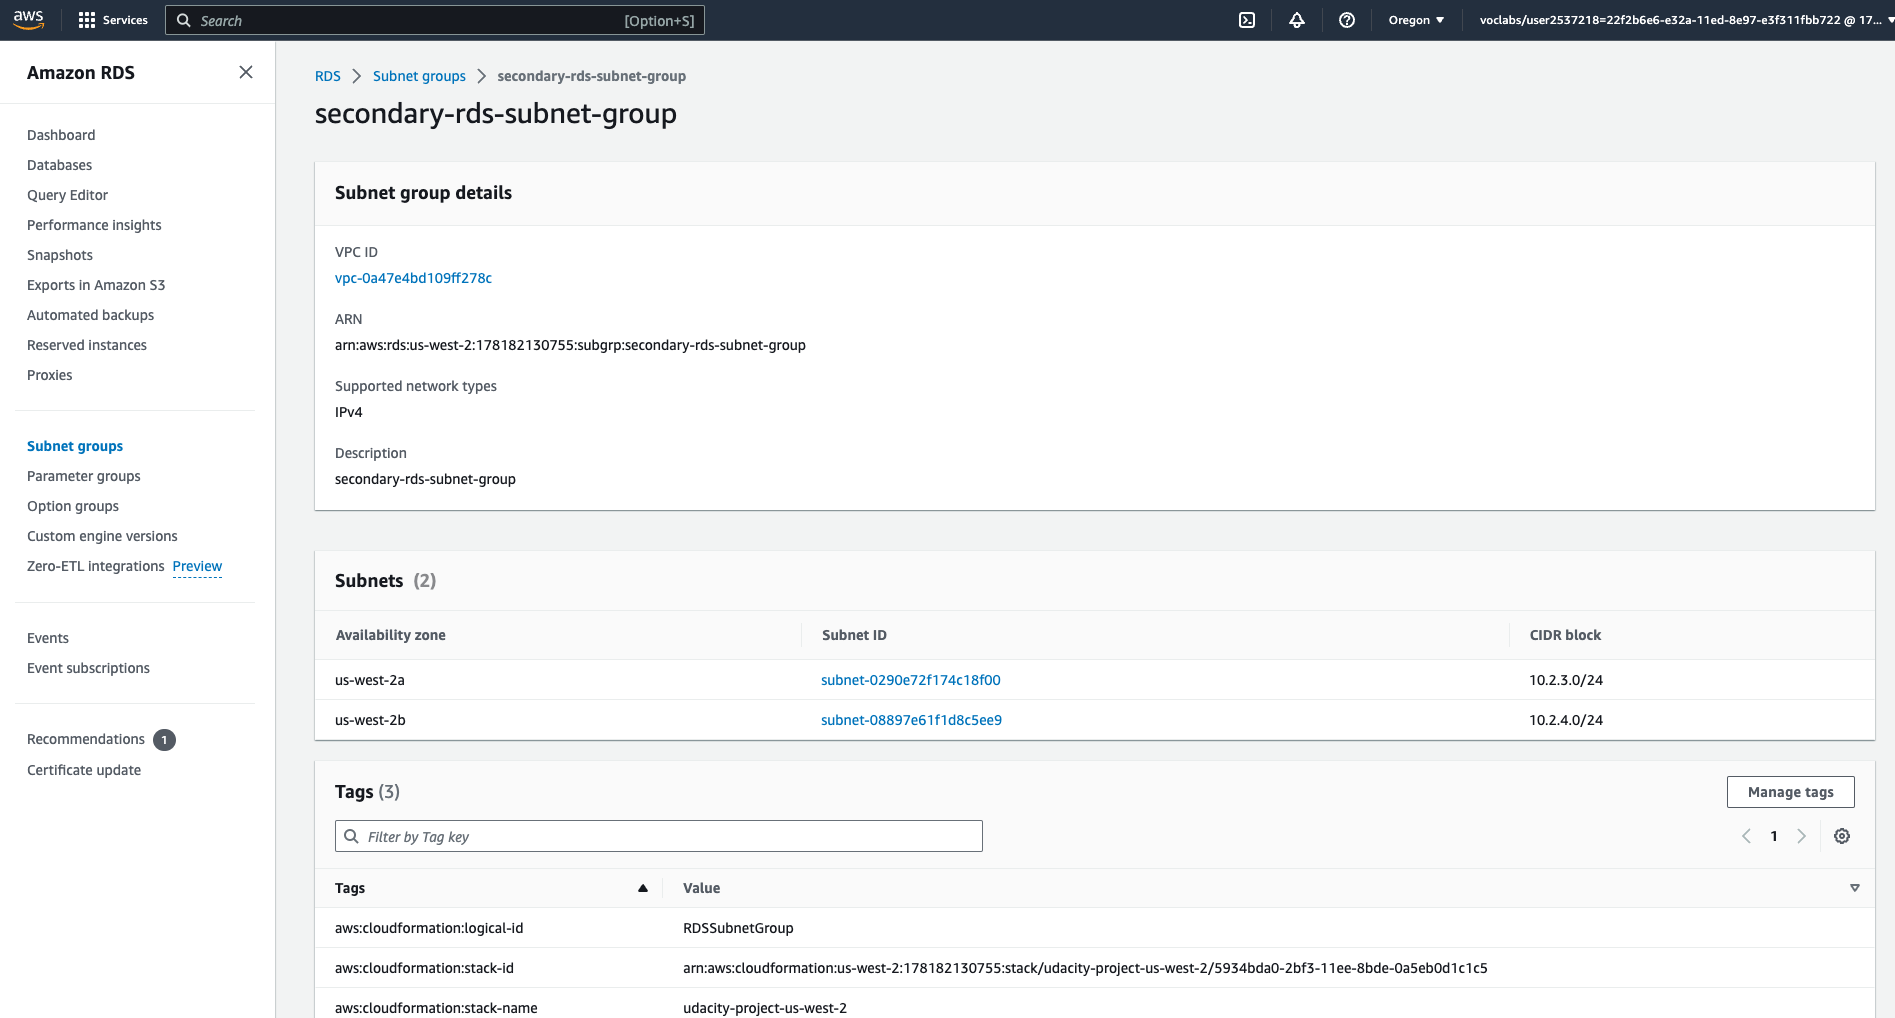 aws
Services
Search
[Option+S]
Oregon
voclabs/user2537218=22f2b6e6-e32a-11ed-8e97-e3f311fbb722 @ 17...
Amazon RDS
Dashboard
Databases
Query Editor
Performance insights
Snapshots
Exports in Amazon S3
Automated backups
Reserved instances
Proxies
Subnet groups
Parameter groups
Option groups
Custom engine versions
Zero-ETL integrations Preview
Events
Event subscriptions
Recommendations 1
Certificate update
RDS > Subnet groups > secondary-rds-subnet-group
secondary-rds-subnet-group
Subnet group details
VPC ID
vpc-0a47e4bd109ff278c
ARN
arn:aws:rds:us-west-2:178182130755:subgrp:secondary-rds-subnet-group
Supported network types
IPv4
Description
secondary-rds-subnet-group
Subnets (2)
Availability zone Subnet ID CIDR block
us-west-2a subnet-0290e72f174c18f00 10.2.3.0/24
us-west-2b subnet-08897e61f1d8c5ee9 10.2.4.0/24
Tags (3)
Manage tags
Filter by Tag key
1
Tags Value
aws:cloudformation:logical-id RDSSubnetGroup
aws:cloudformation:stack-id arn:aws:cloudformation:us-west-2:178182130755:stack/udacity-project-us-west-2/5934bda0-2bf3-11ee-8bde-0a5eb0d1c1c5
aws:cloudformation:stack-name udacity-project-us-west-2